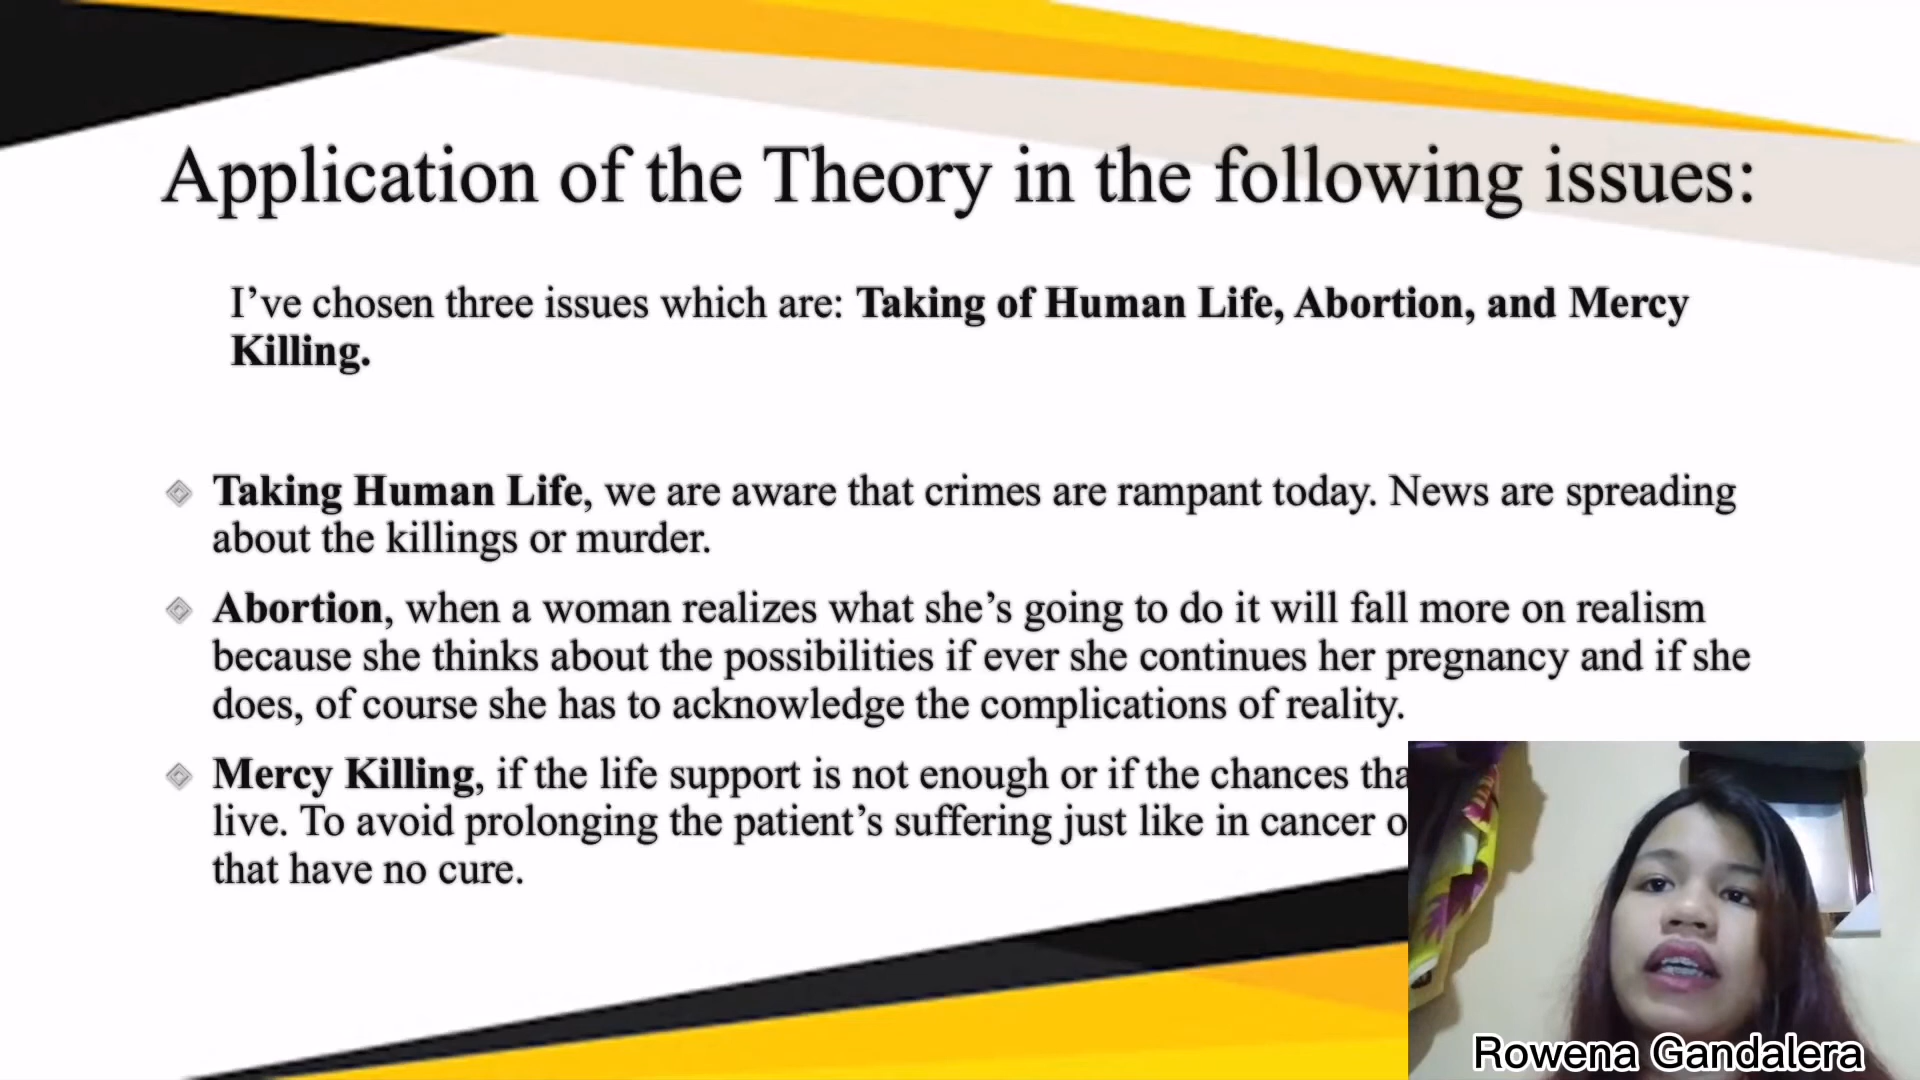 Application of the Theory in the following issues:
I’ve chosen three issues which are: Taking of Human Life, Abortion, and Mercy
Killing.
Taking Human Life, we are aware that crimes are rampant today. News are spreading
about the killings or murder.
Abortion, when a woman realizes what she’s going to do it will fall more on realism
because she thinks about the possibilities if ever she continues her pregnancy and if she
does, of course she has to acknowledge the complications of reality.
Mercy Killing, if the life support is not enough or if the chances
live. To avoid prolonging the patient’s suffering just like in cancer
that have no cure.
Rowena Gandalera